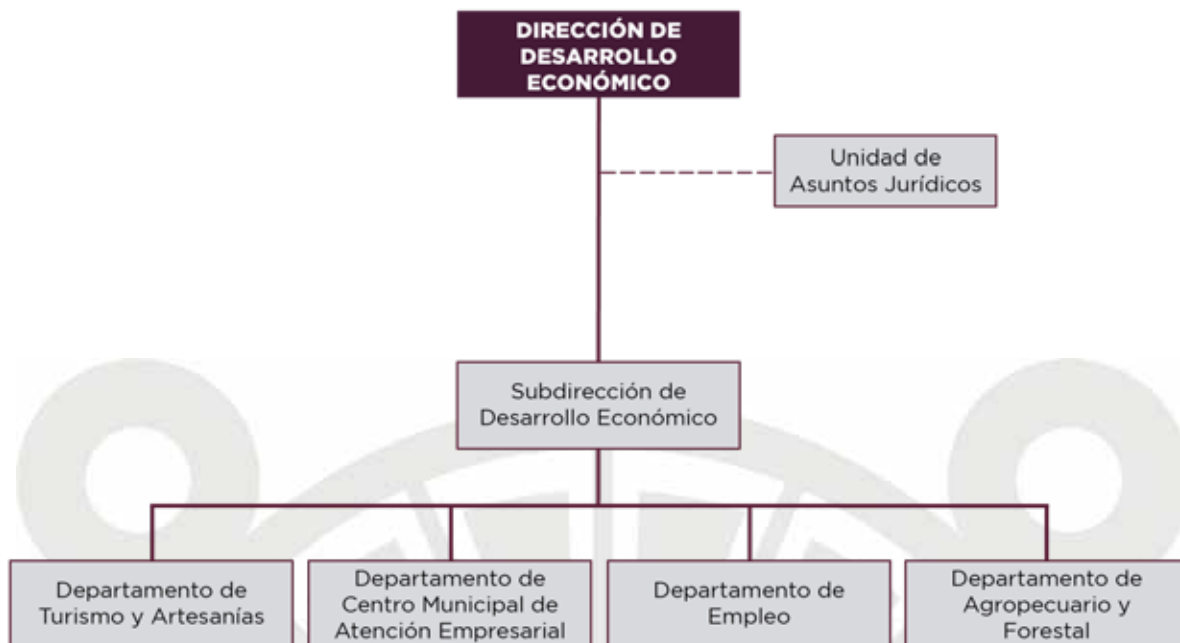 DIRECCIÓN DE
DESARROLLO
ECONÓMICO
Unidad de
Asuntos Jurídicos
Subdirección de
Desarrollo Económico
Departamento de
Turismo y Artesanías
Departamento de
Centro Municipal de
Atención Empresarial
Departamento de
Empleo
Departamento de
Agropecuario y
Forestal